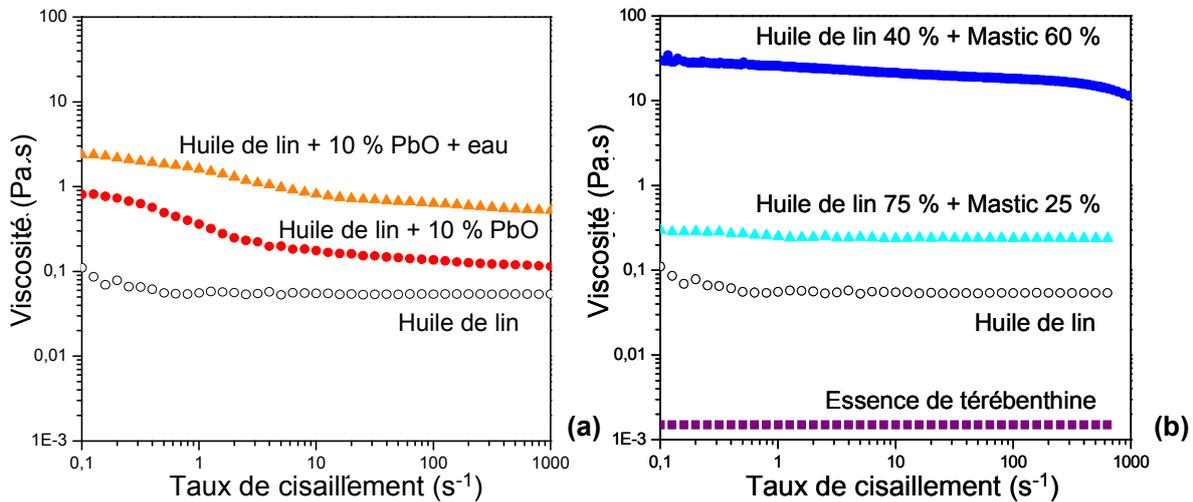 100
10
1
0,1
0,01
1E-3
Viscosité (Pa.s)
Huile de lin + 10 % PbO + eau
Huile de lin + 10 % PbO
Huile de lin
0,1
1
10
100
1000
Taux de cisaillement (s⁻¹)
(a)
100
10
1
0,1
0,01
1E-3
Viscosité (Pa.s)
Huile de lin 40 % + Mastic 60 %
Huile de lin 75 % + Mastic 25 %
Huile de lin
Essence de térébenthine
0,1
1
10
100
1000
Taux de cisaillement (s⁻¹)
(b)